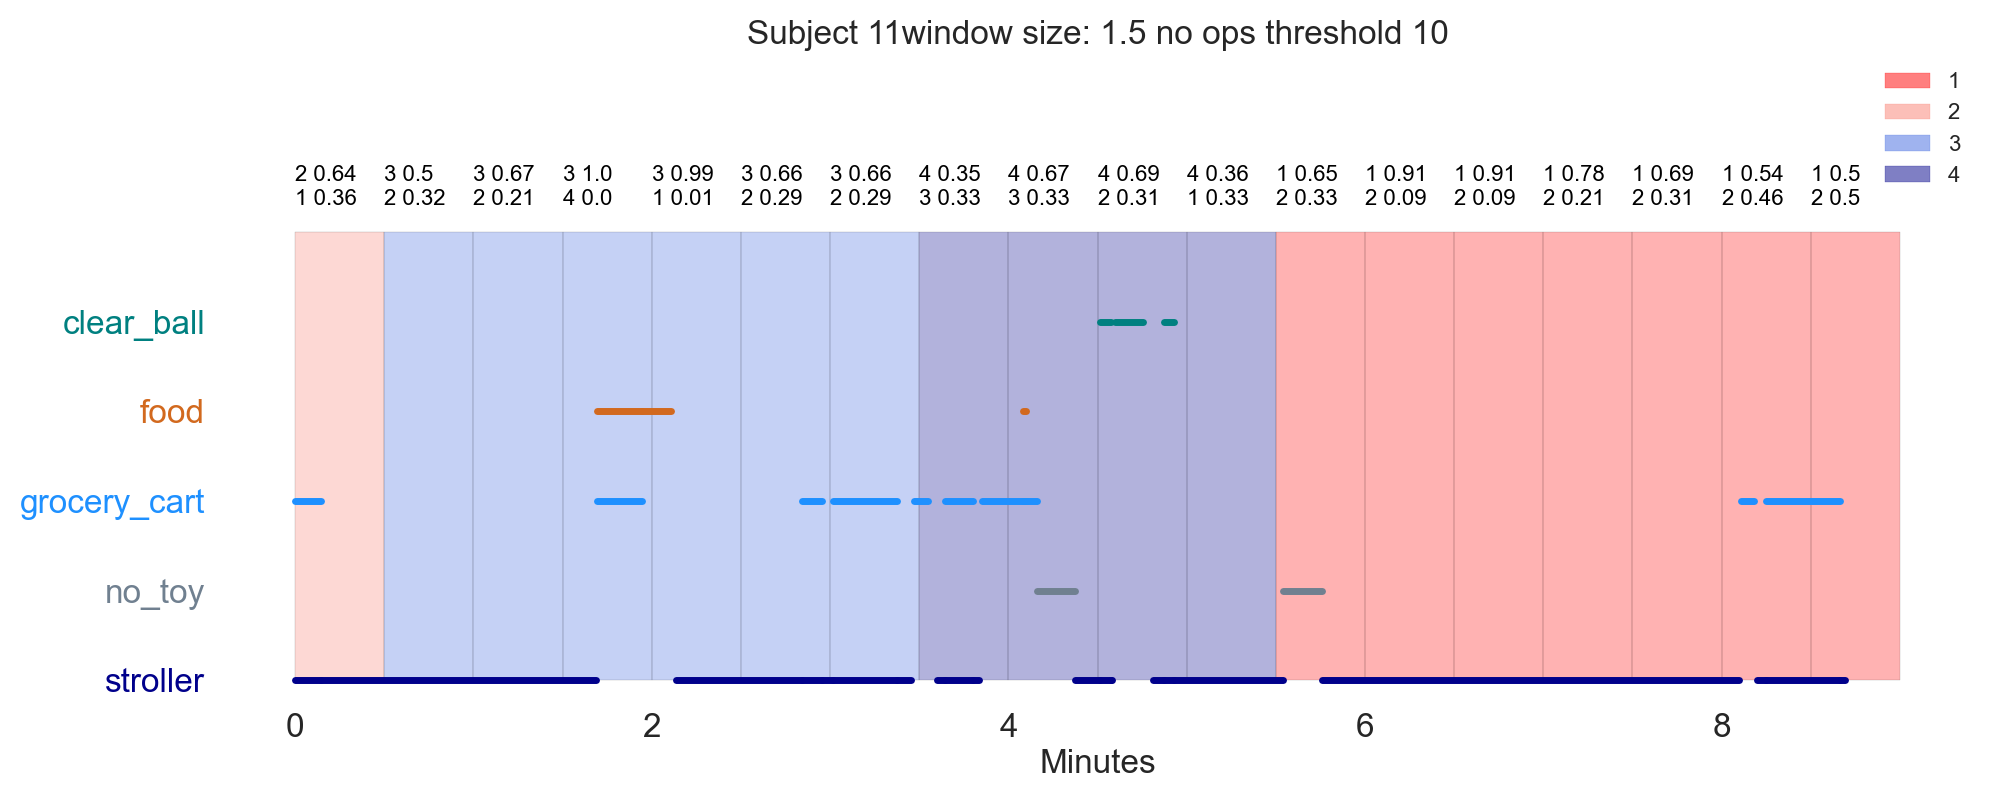 Subject 11window size: 1.5 no ops threshold 10
1
2
3
4
2 0.64 3 0.5 3 0.67 3 1.0 3 0.99 3 0.66 3 0.66 4 0.35 4 0.67 4 0.69 4 0.36 1 0.65 1 0.91 1 0.91 1 0.78 1 0.69 1 0.54 1 0.5
1 0.36 2 0.32 2 0.21 4 0.0 1 0.01 2 0.29 2 0.29 3 0.33 3 0.33 2 0.31 1 0.33 2 0.33 2 0.09 2 0.09 2 0.21 2 0.31 2 0.46 2 0.5
clear_ball
food
grocery_cart
no_toy
stroller
0 2 4 6 8
Minutes